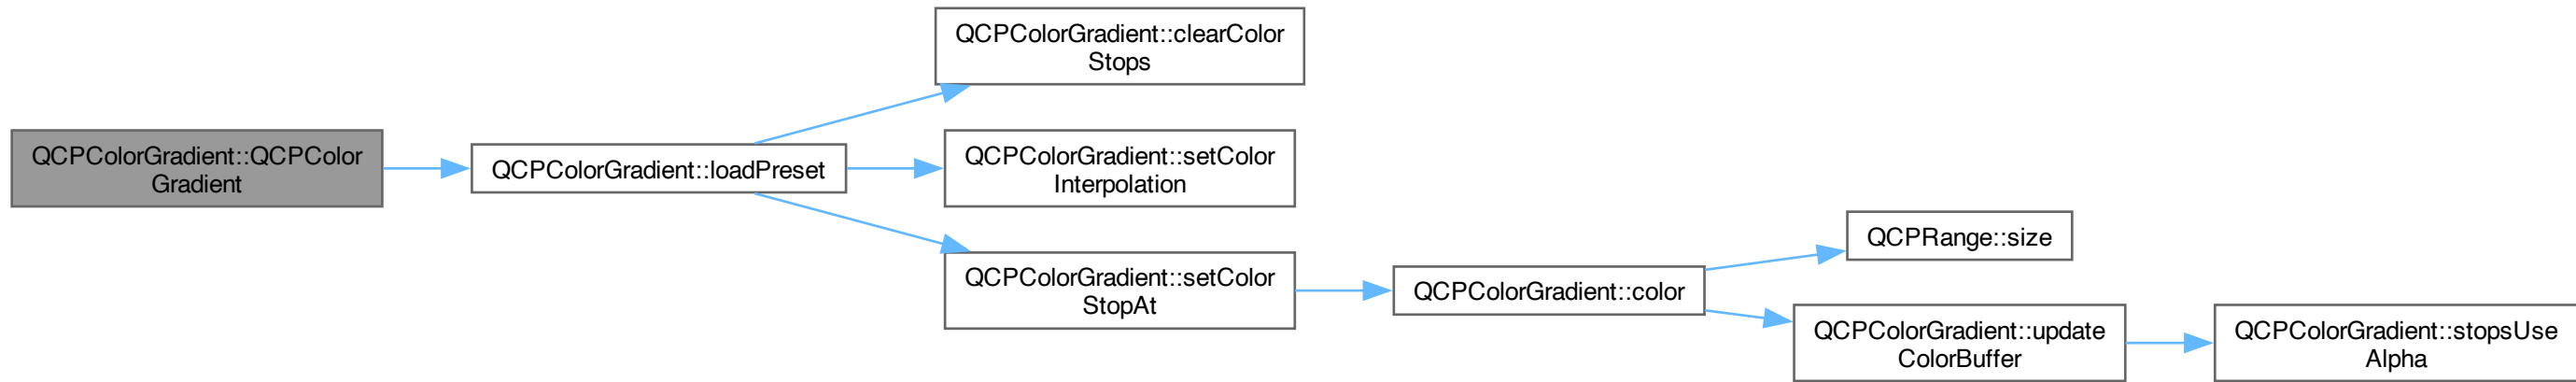 QCPColorGradient::QCPColor
Gradient
QCPColorGradient::loadPreset
QCPColorGradient::clearColor
Stops
QCPColorGradient::setColor
Interpolation
QCPColorGradient::setColor
StopAt
QCPColorGradient::color
QCPRange::size
QCPColorGradient::update
ColorBuffer
QCPColorGradient::stopsUse
Alpha